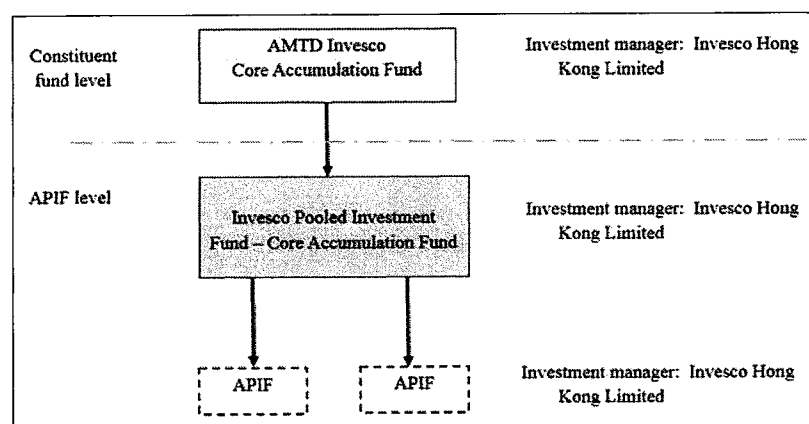 Constituent
fund level
AMTD Invesco
Core Accumulation Fund
Investment manager: Invesco Hong
Kong Limited
APIF level
Invesco Pooled Investment
Fund – Core Accumulation Fund
Investment manager: Invesco Hong
Kong Limited
APIF
APIF
Investment manager: Invesco Hong
Kong Limited